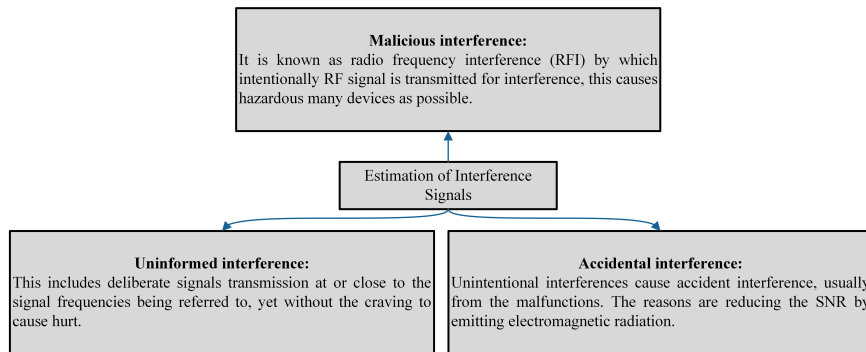 Malicious interference:
It is known as radio frequency interference (RFI) by which
intentionally RF signal is transmitted for interference, this causes
hazardous many devices as possible.
Estimation of Interference
Signals
Uninformed interference:
This includes deliberate signals transmission at or close to the
signal frequencies being referred to, yet without the craving to
cause hurt.
Accidental interference:
Unintentional interferences cause accident interference, usually
from the malfunctions. The reasons are reducing the SNR by
emitting electromagnetic radiation.